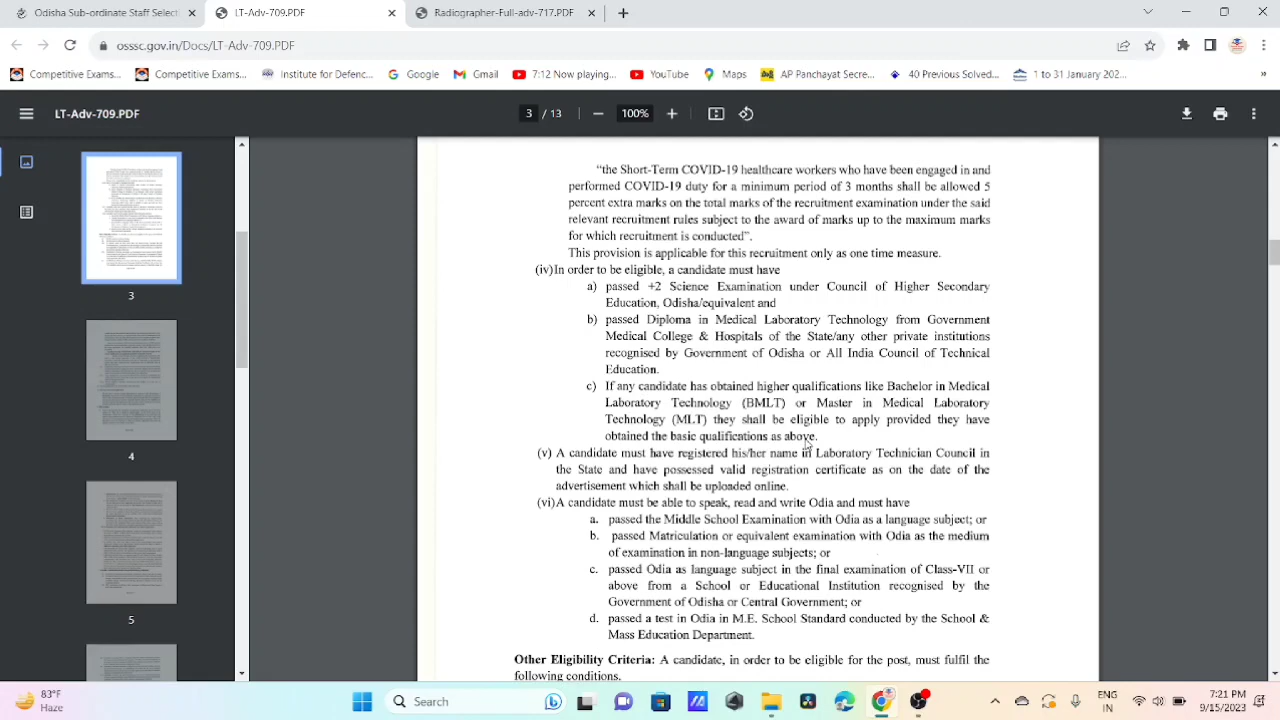 Odisha Sub-ordinate Staff Select
LT-Adv-709.PDF
Radiographer-Full-adv-717.PDF
osssc.gov.in/Docs/LT-Adv-709.PDF
Competitive Exams...
Competitive Exams...
Institute for Defenc...
Google
Gmail
7:12 Now playing...
YouTube
Maps
AP Panchayat Secre...
40 Previous Solved...
1 to 31 January 202...
»
LT-Adv-709.PDF
3 / 13
100%
"the Short-Term COVID-19 healthcare workers who have been engaged in and
performed COVID-19 duty for a minimum period of 3 months shall be allowed 5
percent extra marks on the total marks of the recruitment examination under the said
relevant recruitment rules subject to the award of marks up to the maximum marks
for which recruitment is conducted".
This provision is applicable for this recruitment only as one time measure.
(iv)In order to be eligible, a candidate must have
a) passed +2 Science Examination under Council of Higher Secondary
Education, Odisha/equivalent and
b) passed Diploma in Medical Laboratory Technology from Government
Medical College & Hospitals of the State/any other private institutions
recognised by Government of Odisha or All India Council of Technical
Education.
c) If any candidate has obtained higher qualifications like Bachelor in Medical
Laboratory Technology (BMLT) or Master in Medical Laboratory
Technology (MLT) they shall be eligible to apply provided they have
obtained the basic qualifications as above.
(v) A candidate must have registered his/her name in Laboratory Technician Council in
the State and have possessed valid registration certificate as on the date of the
advertisement which shall be uploaded online.
i) A candidate must be able to speak, read and write Odia and must have
a. passed the Middle School Examination with Odia as a language subject; or
b. passed Matriculation or equivalent examination with Odia as the medium
of examination in non-language subjects; or
c. passed Odia as language subject in the final examination of Class-VII or
above from a School or Educational Institution recognised by the
Government of Odisha or Central Government; or
d. passed a test in Odia in M.E. School Standard conducted by the School &
Mass Education Department.
Other Eligibility Criteria: A candidate, in order to be eligible for the post, must fulfil the
following conditions.
3
4
5
83°F
Haze
Search
ENG
IN
7:21 PM
9/15/2023